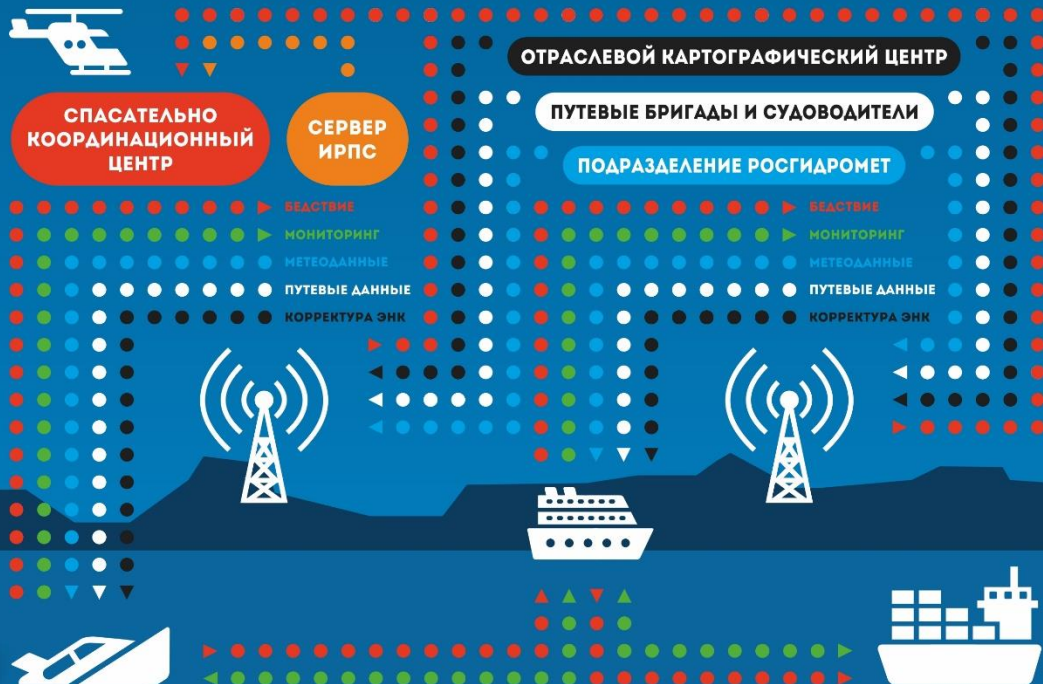 ОТРАСЛЕВОЙ КАРТОГРАФИЧЕСКИЙ ЦЕНТР
СПАСАТЕЛЬНО
КООРДИНАЦИОННЫЙ
ЦЕНТР
СЕРВЕР
ИРПС
ПУТЕВЫЕ БРИГАДЫ И СУДОВОДИТЕЛИ
ПОДРАЗДЕЛЕНИЕ РОСГИДРОМЕТ
БЕДСТВИЕ
МОНИТОРИНГ
МЕТЕОДАННЫЕ
ПУТЕВЫЕ ДАННЫЕ
КОРРЕКТУРА ЭНК
БЕДСТВИЕ
МОНИТОРИНГ
МЕТЕОДАННЫЕ
ПУТЕВЫЕ ДАННЫЕ
КОРРЕКТУРА ЭНК